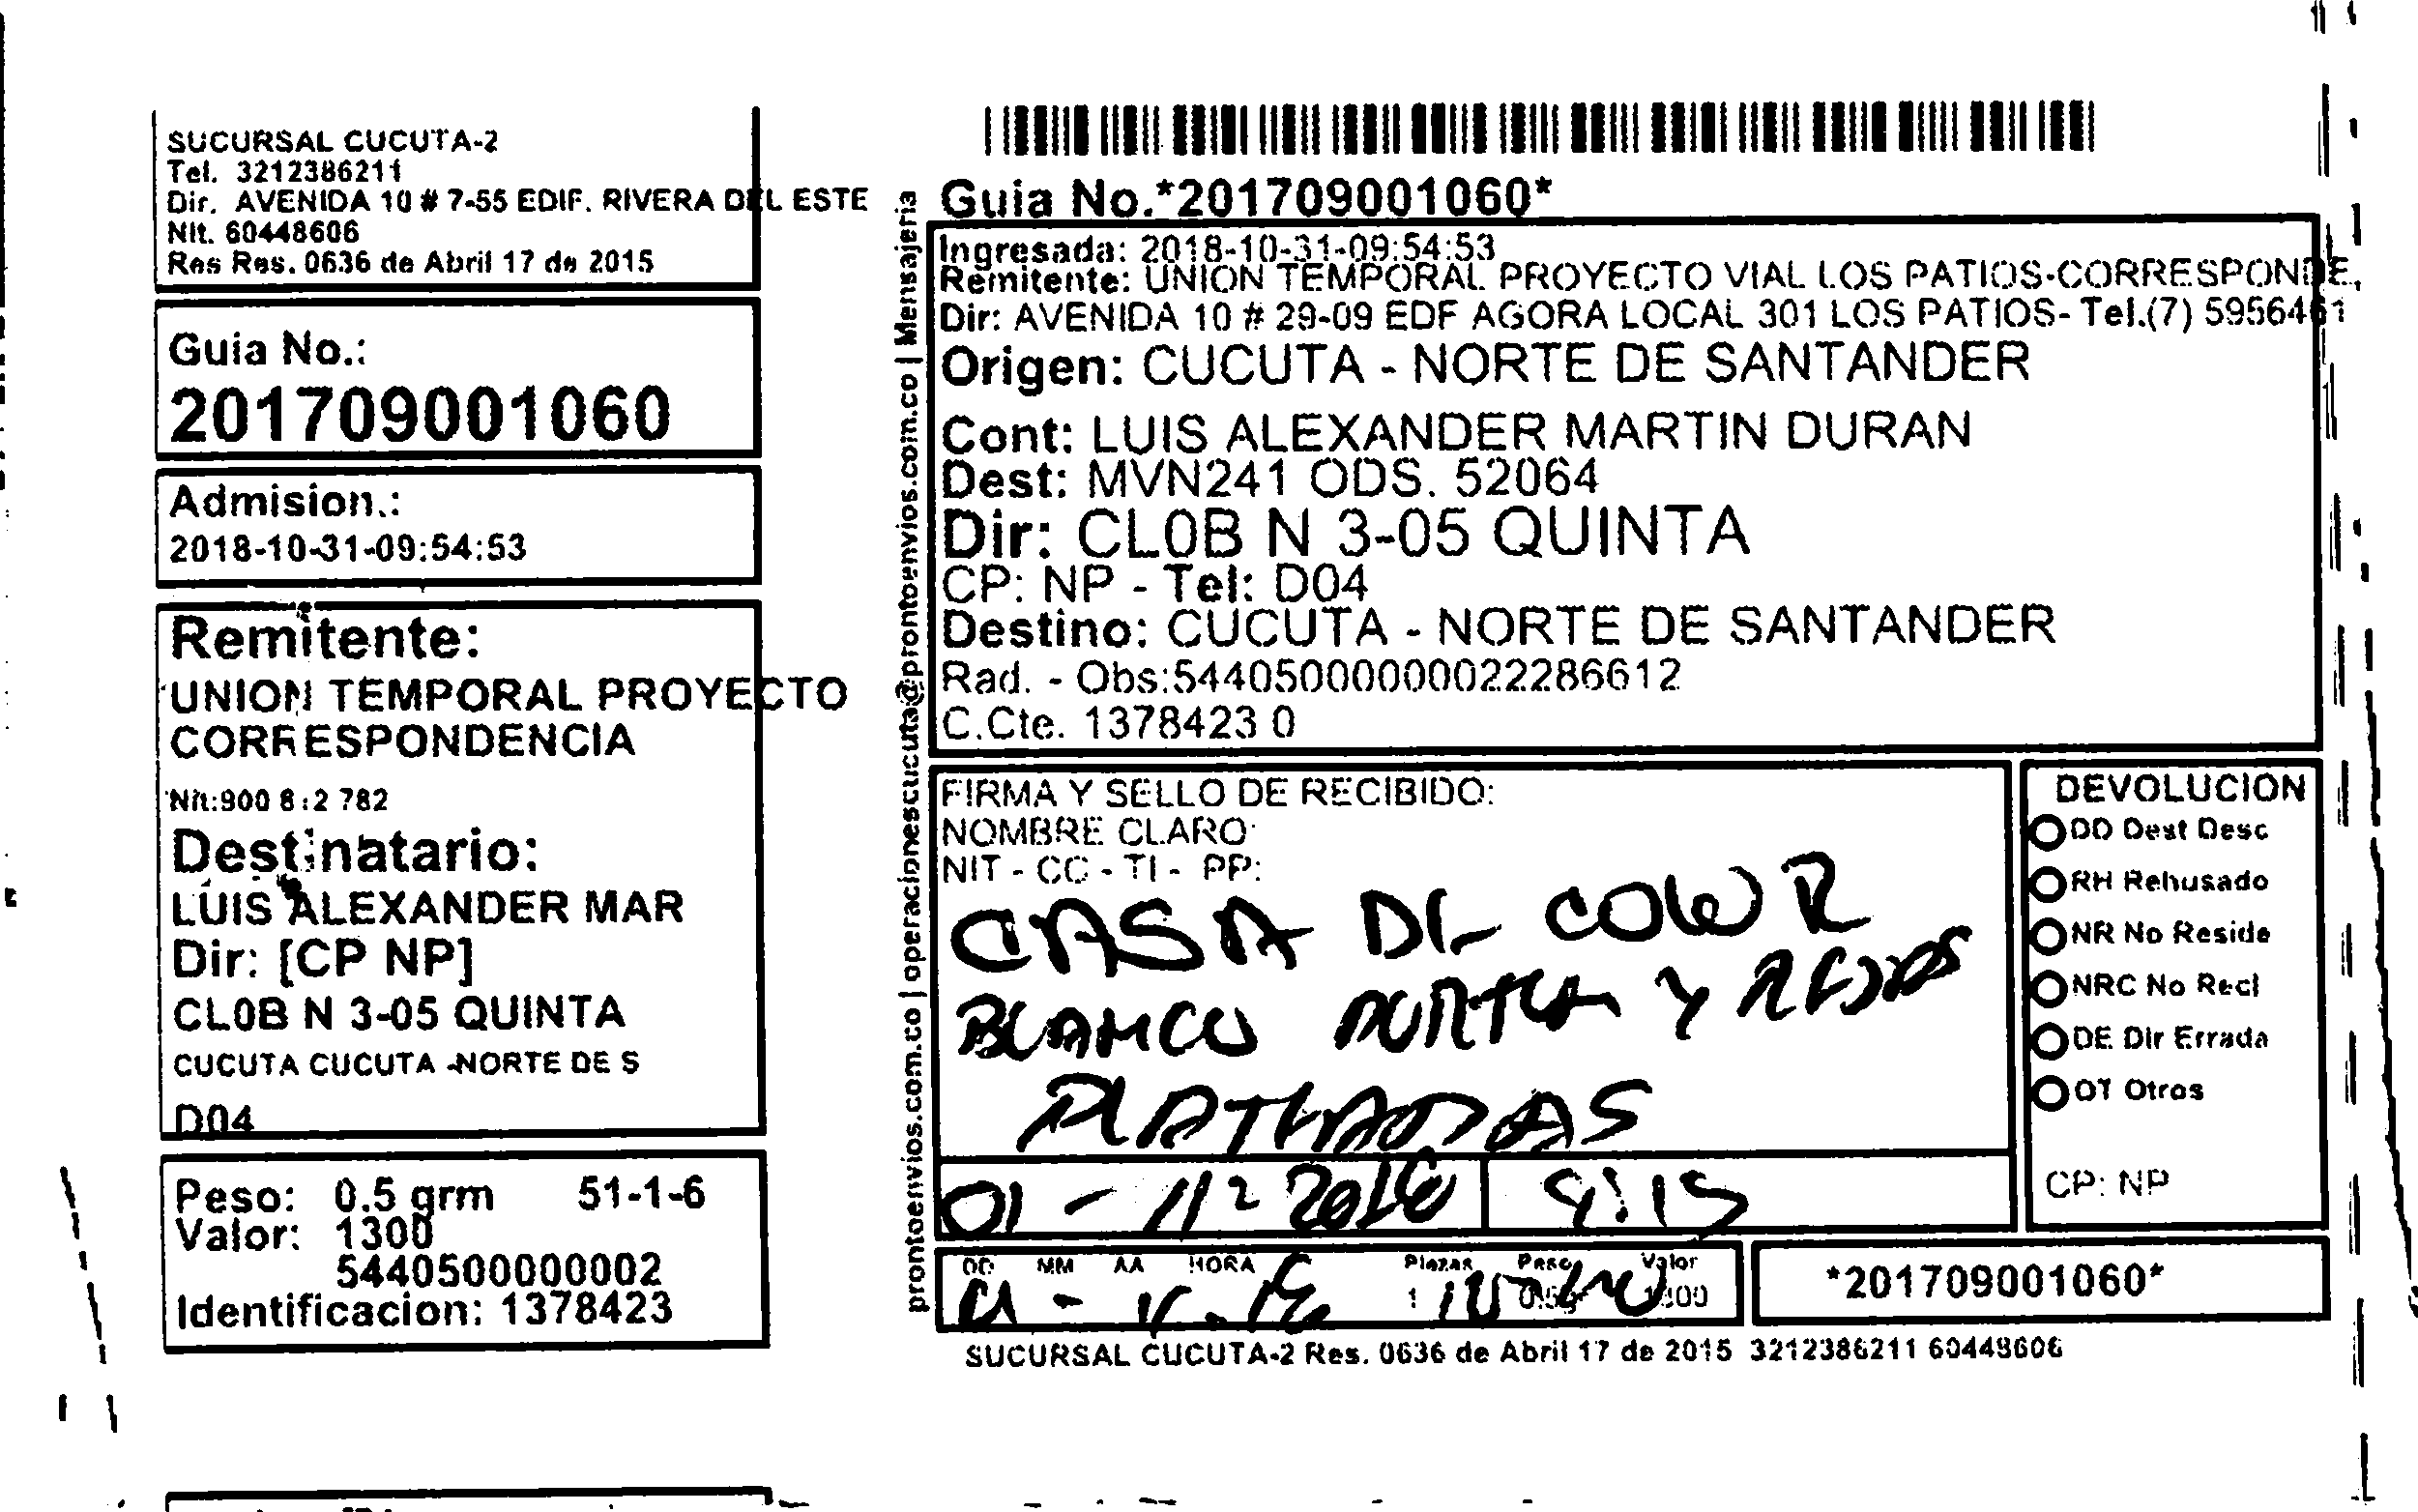 SUCURSAL CUCUTA-2
Tel. 3212386211
Dir. AVENIDA 10 # 7-55 EDIF. RIVERA DEL ESTE
Nit. 60448606
Res Res. 0636 de Abril 17 de 2015
Guia No.:
201709001060
Admision.:
2018-10-31-09:54:53
Remitente:
UNION TEMPORAL PROYECTO
CORRESPONDENCIA
Nit:900 8:2 782
Destinatario:
LUIS ALEXANDER MAR
Dir: [CP NP]
CL0B N 3-05 QUINTA
CUCUTA CUCUTA -NORTE DE S
D04
Peso: 0.5 grm 51-1-6
Valor: 1300
5440500000002
Identificacion: 1378423
prontoenvios.com.co | operacionescucuta@prontoenvios.com.co | Mensajeria
Guia No.*201709001060*
Ingresada: 2018-10-31-09:54:53
Remitente: UNION TEMPORAL PROYECTO VIAL LOS PATIOS-CORRESPONDE,
Dir: AVENIDA 10 # 29-09 EDF AGORA LOCAL 301 LOS PATIOS- Tel.(7) 5956461
Origen: CUCUTA - NORTE DE SANTANDER
Cont: LUIS ALEXANDER MARTIN DURAN
Dest: MVN241 ODS. 52064
Dir: CL0B N 3-05 QUINTA
CP: NP - Tel: D04
Destino: CUCUTA - NORTE DE SANTANDER
Rad. - Obs:544050000000022286612
C.Cte. 1378423 0
FIRMA Y SELLO DE RECIBIDO:
NOMBRE CLARO:
NIT - CC - TI - PP:
CASA DE COLOR
BLANCO PUERTA Y REJAS
PLATEADAS
01 - 11 2018
DD MM AA HORA Piezas Peso Valor
1
DEVOLUCION
DD Dest Desc
RH Rehusado
NR No Reside
NRC No Recl
DE Dir Errada
OT Otros
CP: NP
*201709001060*
SUCURSAL CUCUTA-2 Res. 0636 de Abril 17 de 2015 3212386211 60448606